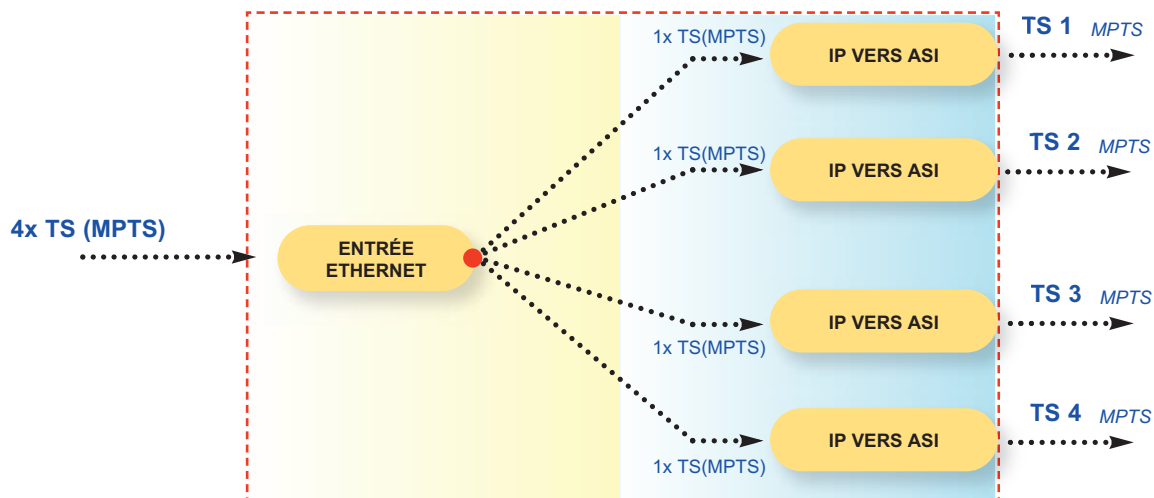 4x TS (MPTS)
ENTRÉE
ETHERNET
1x TS(MPTS)
IP VERS ASI
TS 1 MPTS
1x TS(MPTS)
IP VERS ASI
TS 2 MPTS
1x TS(MPTS)
IP VERS ASI
TS 3 MPTS
1x TS(MPTS)
IP VERS ASI
TS 4 MPTS